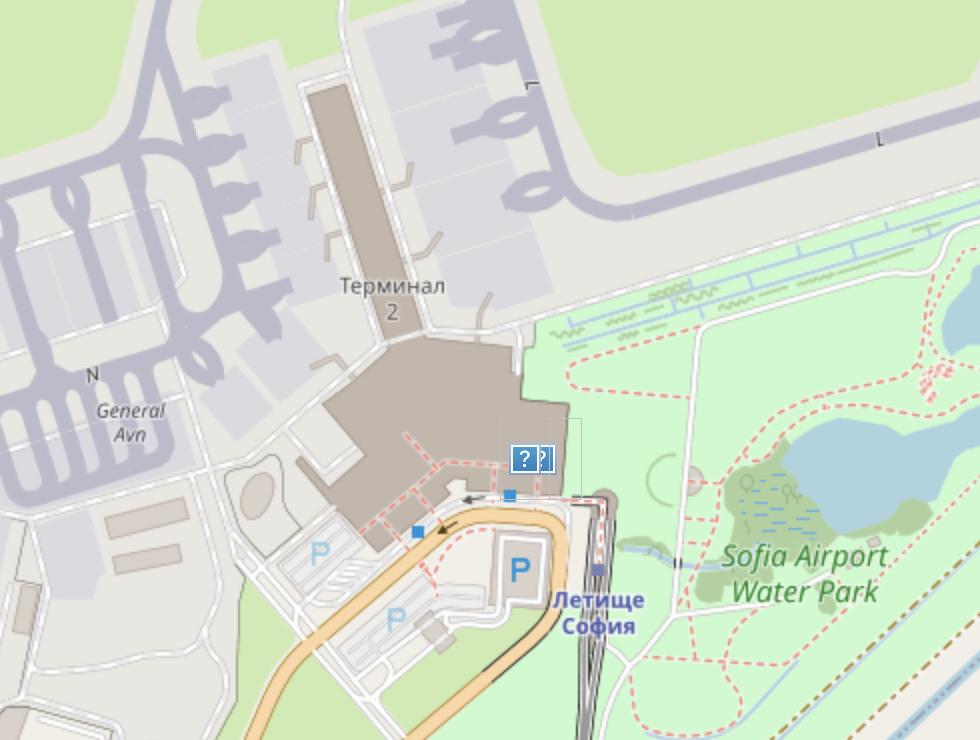 L
Терминал
2
N
General
Avn
? ?
P
P
P
Sofia Airport
Water Park
Летище
София